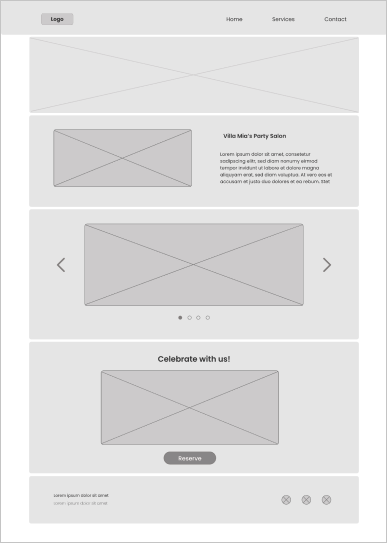 Logo
Home Services Contact
Villa Mia's Party Salon
Lorem ipsum dolor sit amet, consetetur
sadipscing elitr, sed diam nonumy eirmod
tempor invidunt ut labore et dolore magna
aliquyam erat, sed diam voluptua. At vero eos et
accusam et justo duo dolores et ea rebum. Stet
Celebrate with us!
Reserve
Lorem ipsum dolor sit amet
Lorem ipsum dolor sit amet